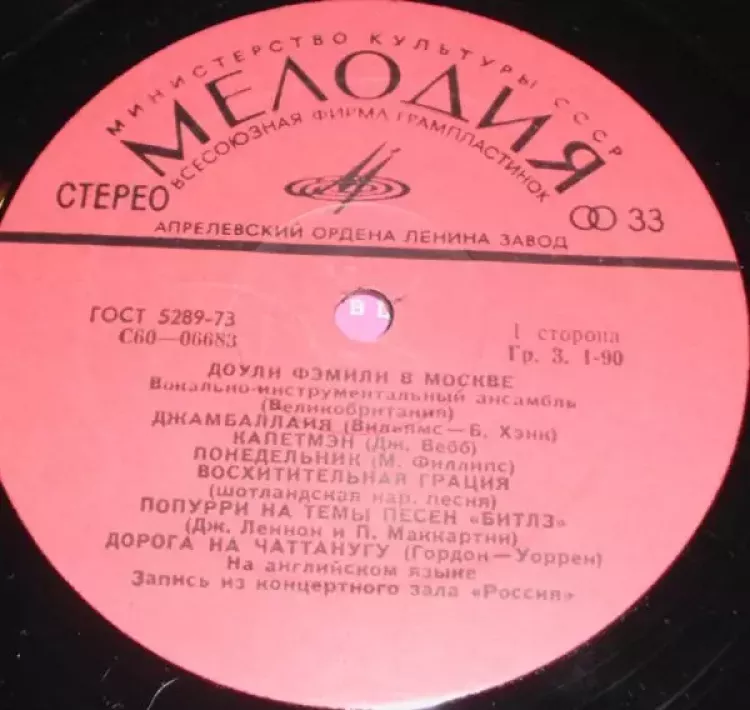 МИНИСТЕРСТВО КУЛЬТУРЫ СССР
МЕЛОДИЯ
ВСЕСОЮЗНАЯ ФИРМА ГРАМПЛАСТИНОК
СТЕРЕО
33
АПРЕЛЕВСКИЙ ОРДЕНА ЛЕНИНА ЗАВОД
ГОСТ 5289-73
С60—06683
1 сторона
Гр. 3. 1-90
ДОУЛИ ФЭМИЛИ В МОСКВЕ
Вокально-инструментальный ансамбль
(Великобритания)
ДЖАМБАЛЛАЙЯ (Вильямс — Б. Хэнк)
КАПЕТМЭН (Дж. Вебб)
ПОНЕДЕЛЬНИК (М. Филлипс)
ВОСХИТИТЕЛЬНАЯ ГРАЦИЯ
(шотландская нар. песня)
ПОПУРРИ НА ТЕМЫ ПЕСЕН «БИТЛЗ»
(Дж. Леннон и П. Маккартни)
ДОРОГА НА ЧАТТАНУГУ (Гордон — Уоррен)
На английском языке
Запись из концертного зала «Россия»